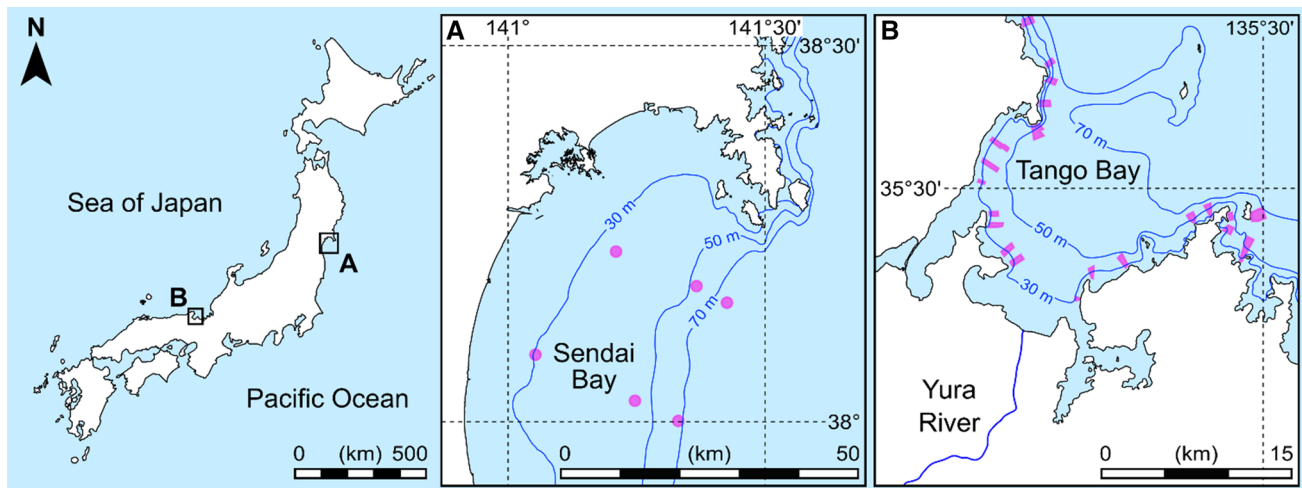 N
Sea of Japan
A
B
Pacific Ocean
0 (km) 500
A
141°
141°30'
38°30'
30 m
50 m
70 m
Sendai
Bay
38°
0 (km) 50
B
135°30'
70 m
Tango Bay
35°30'
50 m
30 m
Yura
River
0 (km) 15